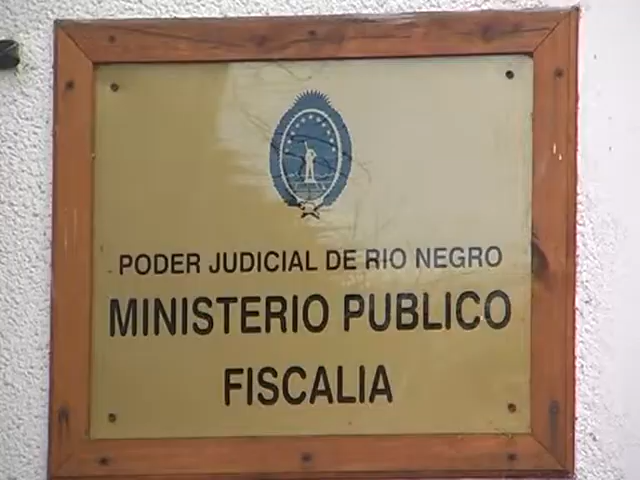 PODER JUDICIAL DE RIO NEGRO
MINISTERIO PUBLICO
FISCALIA